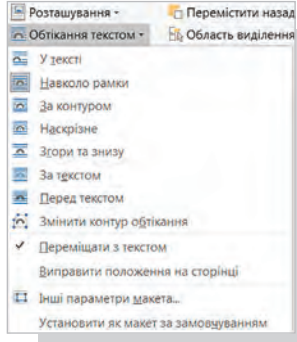 Розташування
Перемістити назад
Обтікання текстом
Область виділення
У тексті
Навколо рамки
За контуром
Наскрізне
Згори та знизу
За текстом
Перед текстом
Змінити контур обтікання
Переміщати з текстом
Виправити положення на сторінці
Інші параметри макета...
Установити як макет за замовчуванням